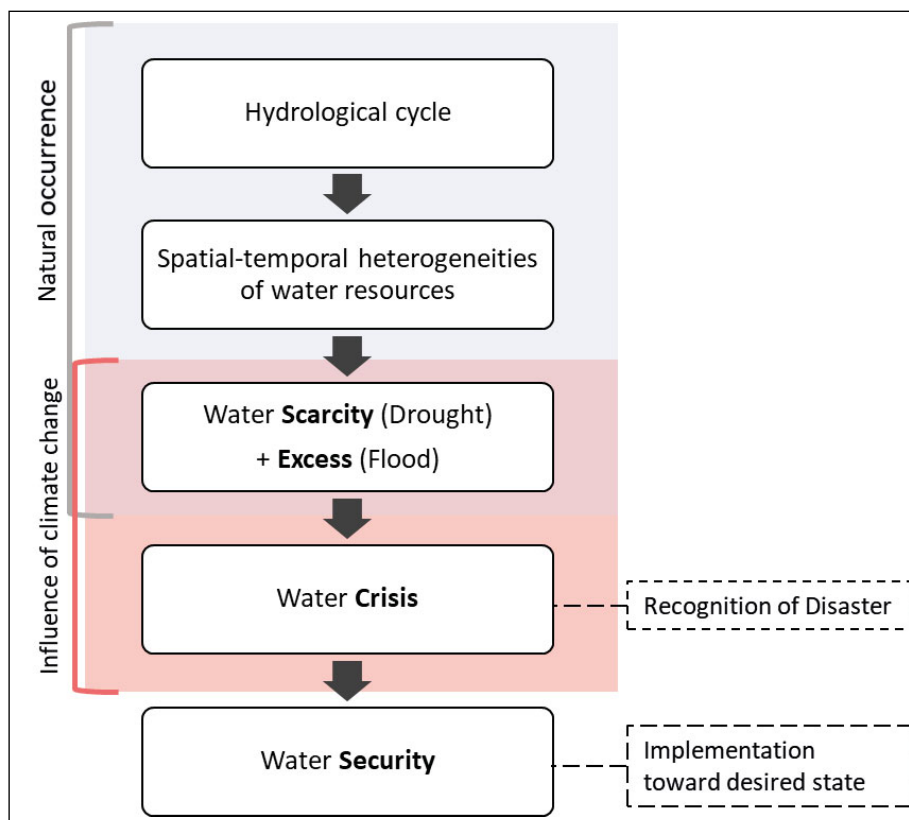 Natural occurrence
Influence of climate change
Hydrological cycle
Spatial-temporal heterogeneities
of water resources
Water Scarcity (Drought)
+ Excess (Flood)
Water Crisis
Recognition of Disaster
Water Security
Implementation
toward desired state